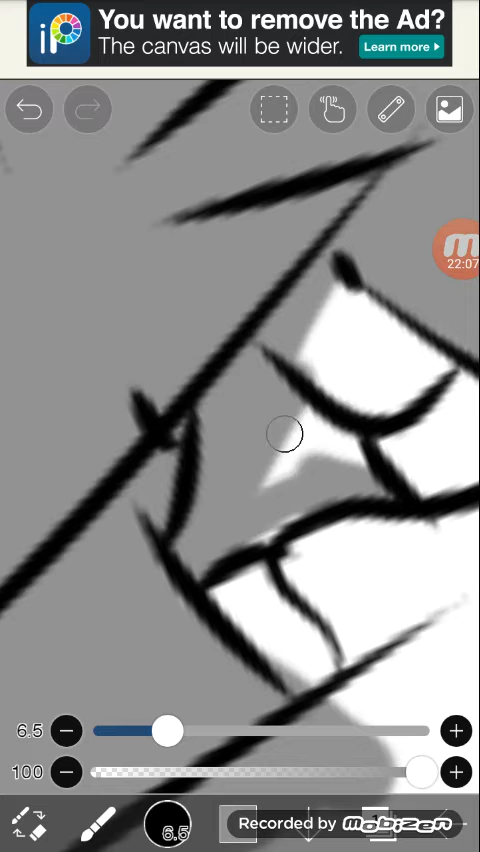 You want to remove the Ad?
iP
The canvas will be wider.
Learn more
22:07
6.5
100
6.5
Recorded by mobizen